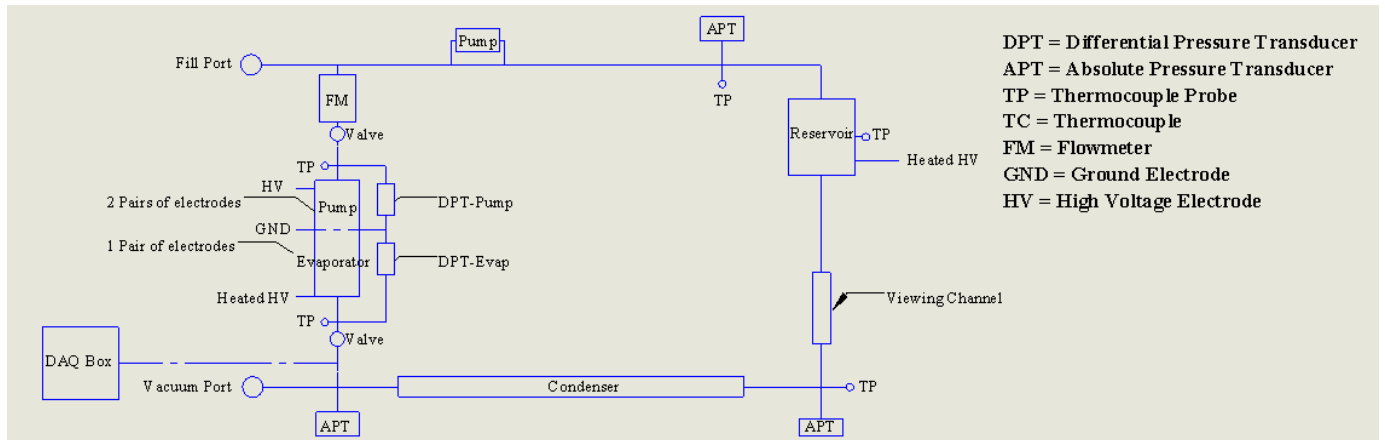 APT
Pump
Fill Port
TP
FM
Valve
Reservoir
TP
Heated HV
TP
HV
2 Pairs of electrodes
Pump
DPT-Pump
GND
1 Pair of electrodes
Evaporator
DPT-Evap
Heated HV
TP
Valve
Viewing Channel
DAQ Box
Vacuum Port
Condenser
TP
APT
APT
DPT = Differential Pressure Transducer
APT = Absolute Pressure Transducer
TP = Thermocouple Probe
TC = Thermocouple
FM = Flowmeter
GND = Ground Electrode
HV = High Voltage Electrode